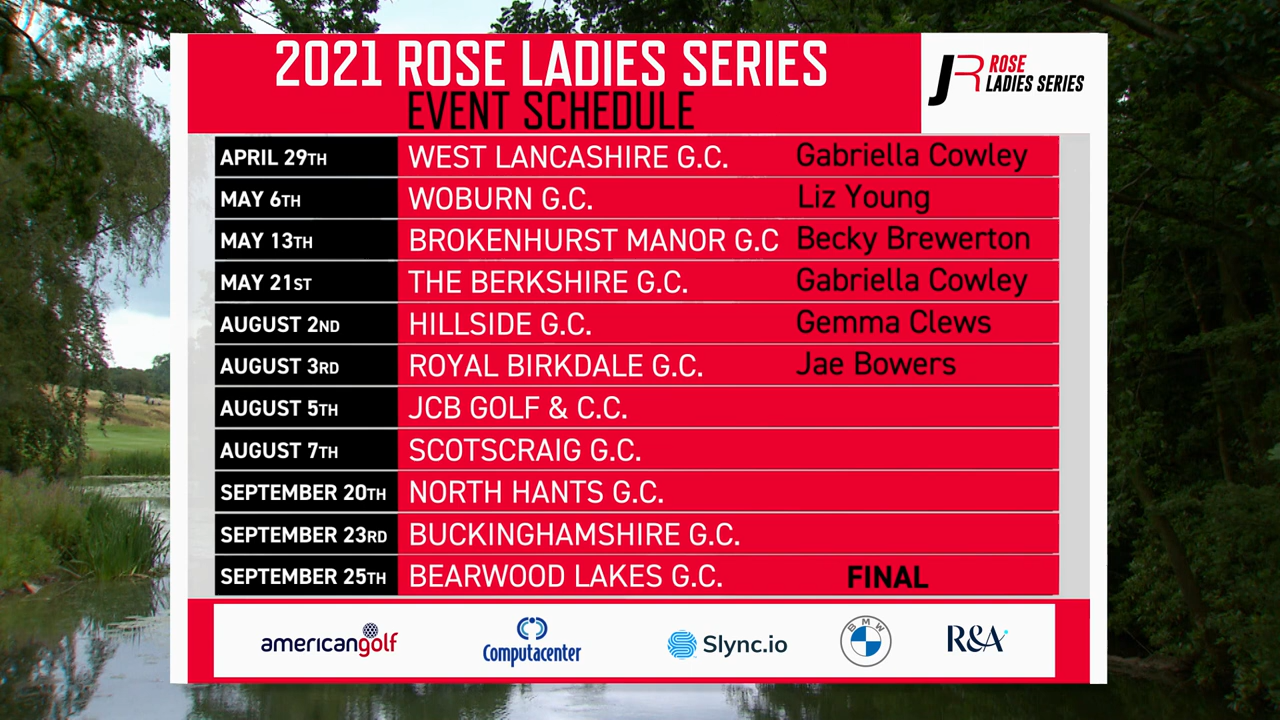 2021 ROSE LADIES SERIES
EVENT SCHEDULE
JR ROSE
LADIES SERIES
APRIL 29TH WEST LANCASHIRE G.C. Gabriella Cowley
MAY 6TH WOBURN G.C. Liz Young
MAY 13TH BROKENHURST MANOR G.C Becky Brewerton
MAY 21ST THE BERKSHIRE G.C. Gabriella Cowley
AUGUST 2ND HILLSIDE G.C. Gemma Clews
AUGUST 3RD ROYAL BIRKDALE G.C. Jae Bowers
AUGUST 5TH JCB GOLF & C.C.
AUGUST 7TH SCOTSCRAIG G.C.
SEPTEMBER 20TH NORTH HANTS G.C.
SEPTEMBER 23RD BUCKINGHAMSHIRE G.C.
SEPTEMBER 25TH BEARWOOD LAKES G.C. FINAL
americangolf Computacenter Slync.io BMW R&A